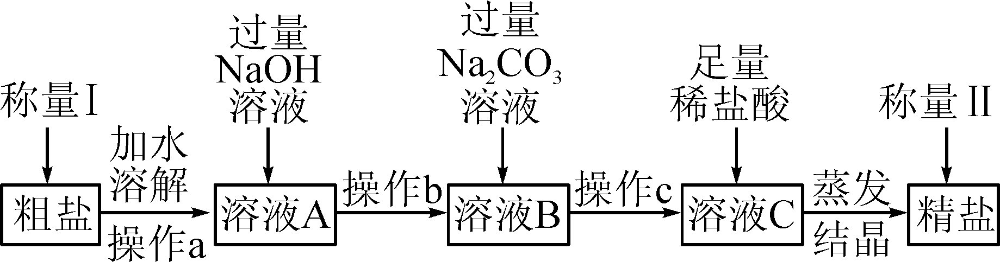 称量Ⅰ
粗盐
加水
溶解
操作a
过量
NaOH
溶液
溶液A
操作b
过量
Na₂CO₃
溶液
溶液B
操作c
足量
稀盐酸
溶液C
蒸发
结晶
称量Ⅱ
精盐